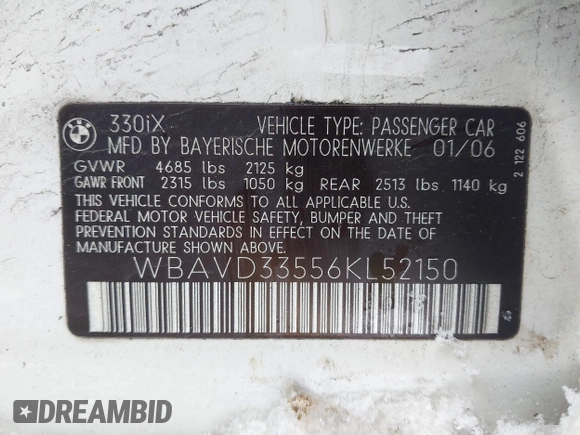 BMW
330iX VEHICLE TYPE: PASSENGER CAR
MFD BY BAYERISCHE MOTORENWERKE 01/06
GVWR 4685 lbs 2125 kg
GAWR FRONT 2315 lbs 1050 kg REAR 2513 lbs 1140 kg
THIS VEHICLE CONFORMS TO ALL APPLICABLE U.S.
FEDERAL MOTOR VEHICLE SAFETY, BUMPER AND THEFT
PREVENTION STANDARDS IN EFFECT ON THE DATE OF
MANUFACTURE SHOWN ABOVE.
WBAVD33556KL52150
2 122 606
DREAMBID